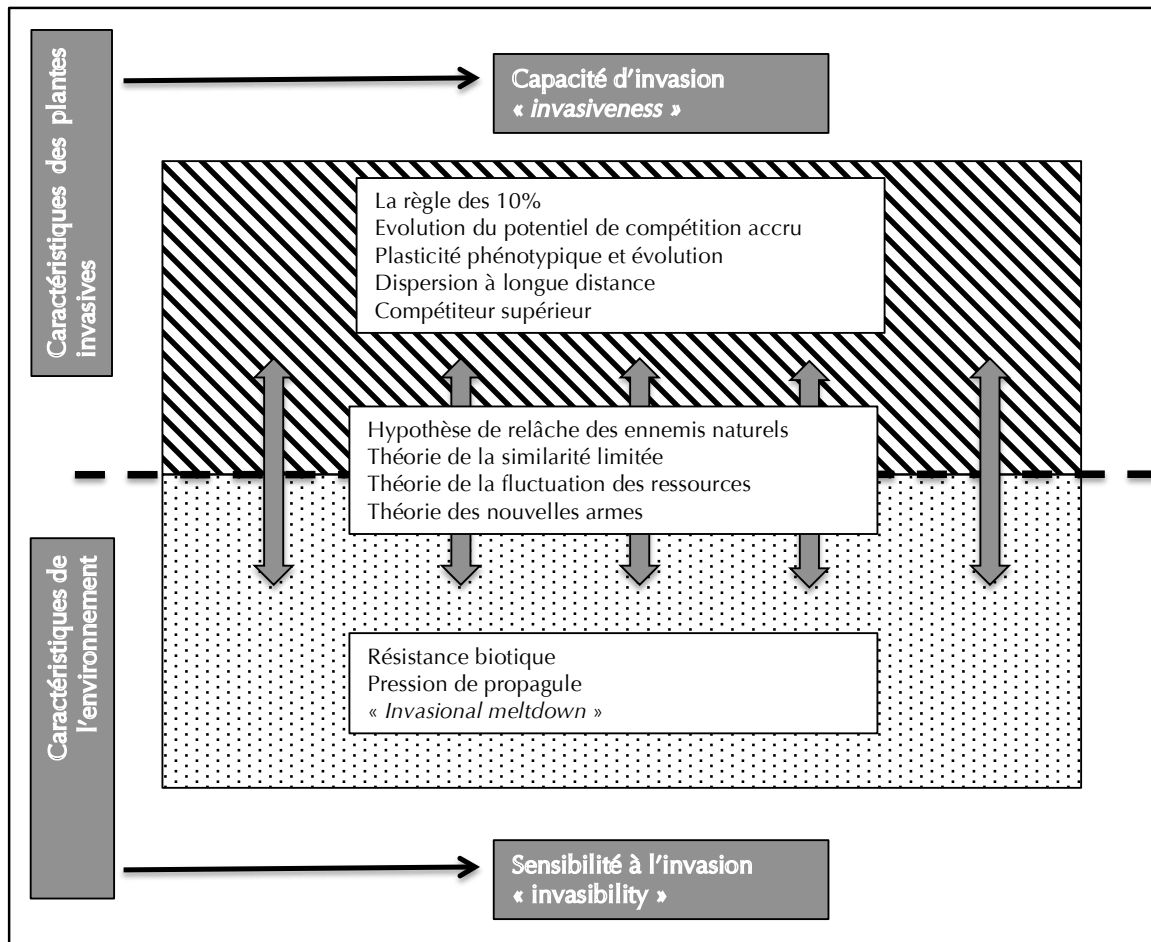 Caractéristiques des plantes
invasives
Capacité d'invasion
« invasiveness »
La règle des 10%
Evolution du potentiel de compétition accru
Plasticité phénotypique et évolution
Dispersion à longue distance
Compétiteur supérieur
Hypothèse de relâche des ennemis naturels
Théorie de la similarité limitée
Théorie de la fluctuation des ressources
Théorie des nouvelles armes
Caractéristiques de
l'environnement
Résistance biotique
Pression de propagule
« Invasional meltdown »
Sensibilité à l'invasion
« invasibility »